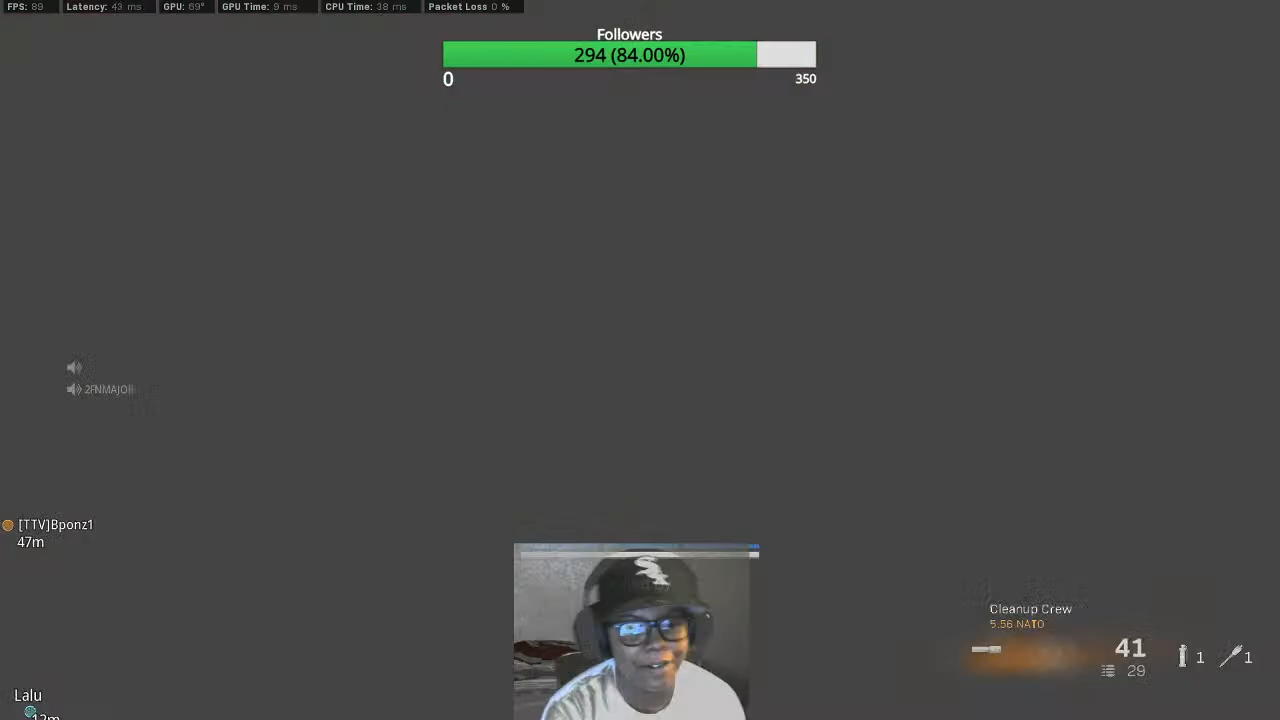 FPS: 89 Latency: 43 ms GPU: 69° GPU Time: 9 ms CPU Time: 38 ms Packet Loss 0 %
Followers
294 (84.00%)
0 350
2FNMAJOR
[TTV]Bponz1
47m
Cleanup Crew
5.56 NATO
41
29
1 1
Lalu
12m